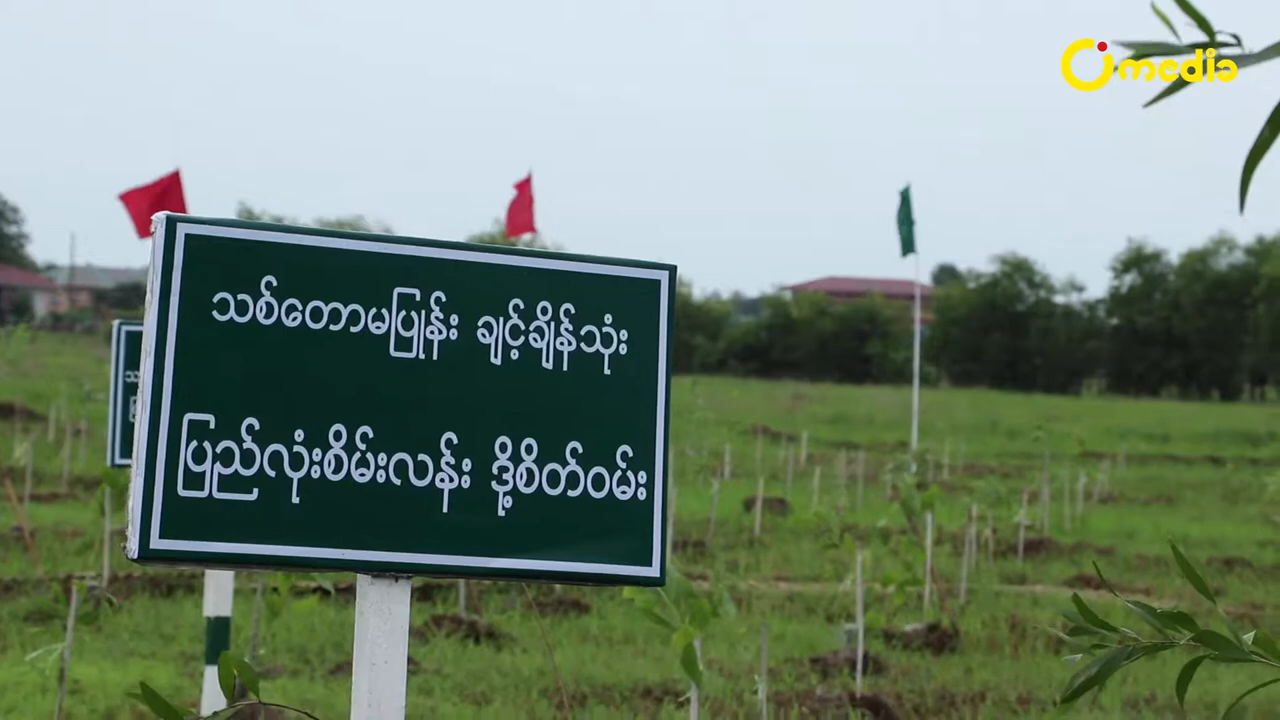 media
သစ်တောမပြုန်း ချင့်ချိန်သုံး
ပြည်လုံးစိမ်းလန်း ဒို့စိတ်ဝမ်း